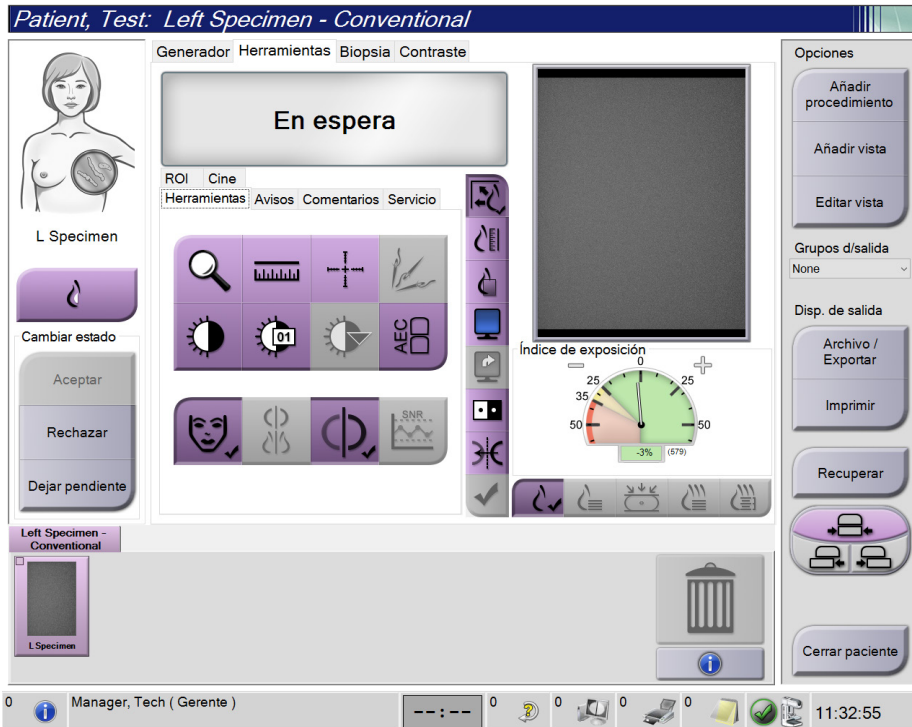 Patient, Test: Left Specimen - Conventional
Generador Herramientas Biopsia Contraste
Opciones
Añadir
procedimiento
Añadir vista
Editar vista
Grupos d/salida
None
Disp. de salida
Archivo /
Exportar
Imprimir
Recuperar
Cerrar paciente
L Specimen
Cambiar estado
Aceptar
Rechazar
Dejar pendiente
En espera
ROI Cine
Herramientas Avisos Comentarios Servicio
01
AEC
SNR
Índice de exposición
0
25 25
35
50 50
-3% (579)
Left Specimen -
Conventional
L Specimen
0 Manager, Tech ( Gerente ) --:-- 0 0 0 0 11:32:55